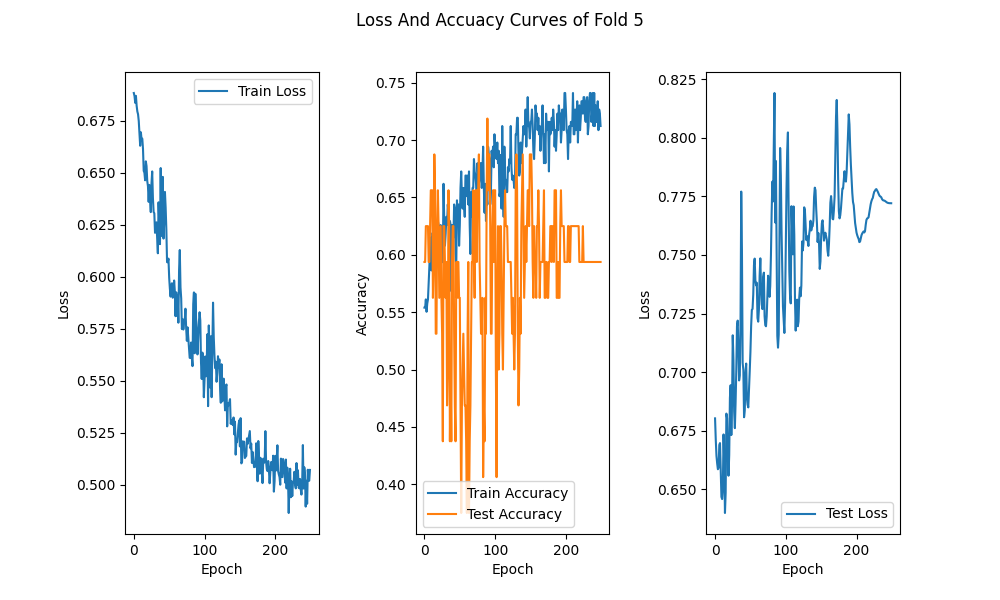 Loss And Accuacy Curves of Fold 5
Loss
0.675
0.650
0.625
0.600
0.575
0.550
0.525
0.500
Train Loss
0 100 200
Epoch
Accuracy
0.75
0.70
0.65
0.60
0.55
0.50
0.45
0.40
Train Accuracy
Test Accuracy
0 100 200
Epoch
Loss
0.825
0.800
0.775
0.750
0.725
0.700
0.675
0.650
Test Loss
0 100 200
Epoch